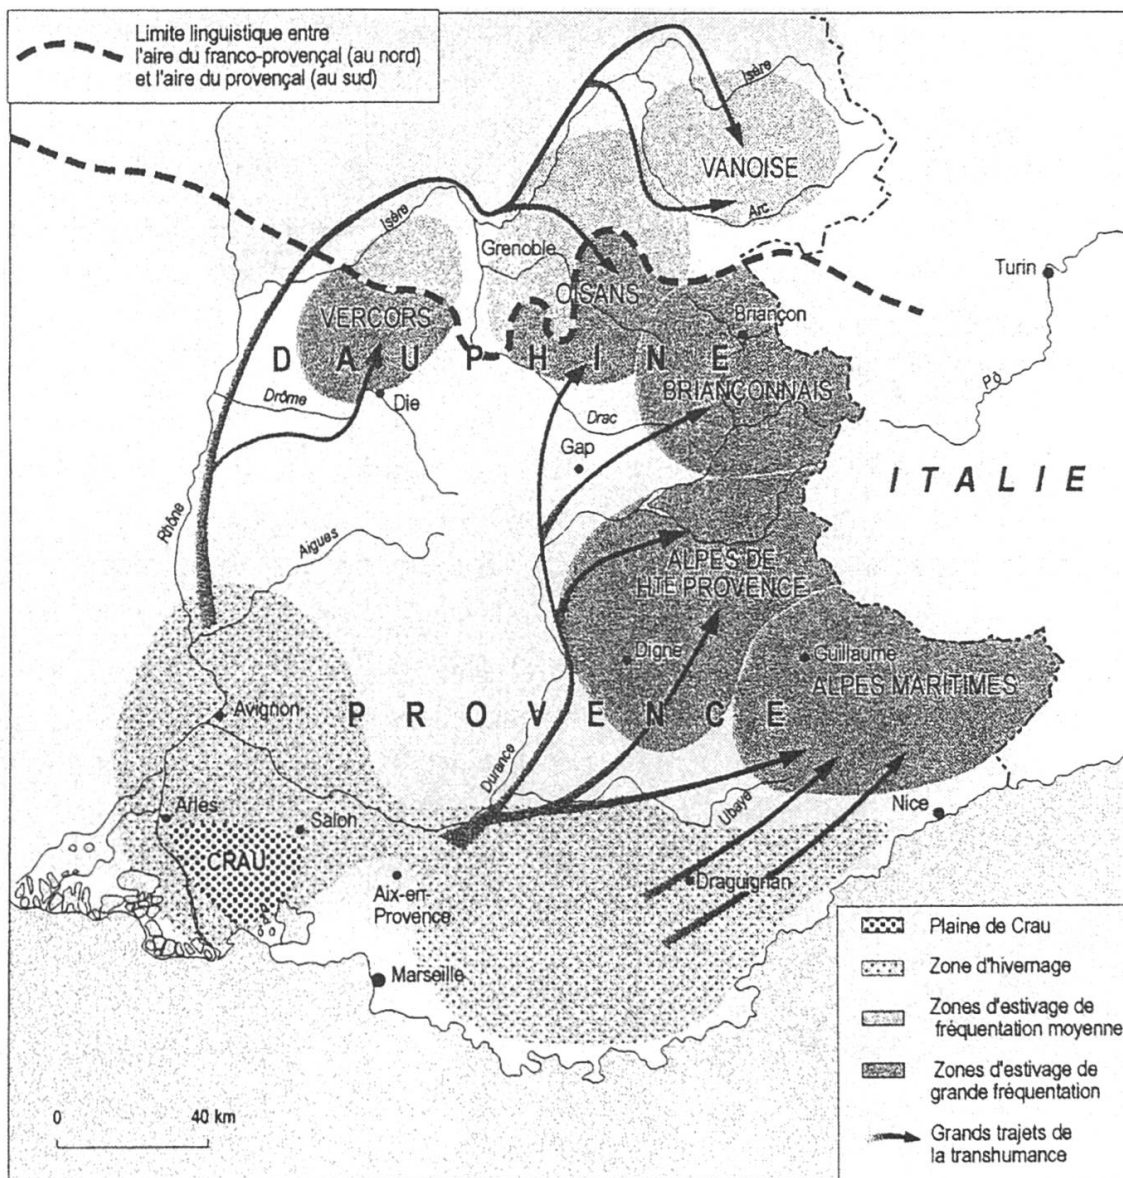 Limite linguistique entre
l'aire du franco-provençal (au nord)
et l'aire du provençal (au sud)
Isère
VANOISE
Arc
Isère
Grenoble
Turin
OISANS
VERCORS
Briançon
DAUPHINE
Pô
Drôme
Die
BRIANÇONNAIS
Drac
Gap
ITALIE
Rhône
Aigues
ALPES DE
HTE PROVENCE
Digne
Guillaume
ALPES MARITIMES
Avignon
PROVENCE
Durance
Ubaye
Nice
Arles
Salon
CRAU
Aix-en-
Provence
Draguignan
Marseille
Plaine de Crau
Zone d'hivernage
Zones d'estivage de
fréquentation moyenne
Zones d'estivage de
grande fréquentation
Grands trajets de
la transhumance
0 40 km